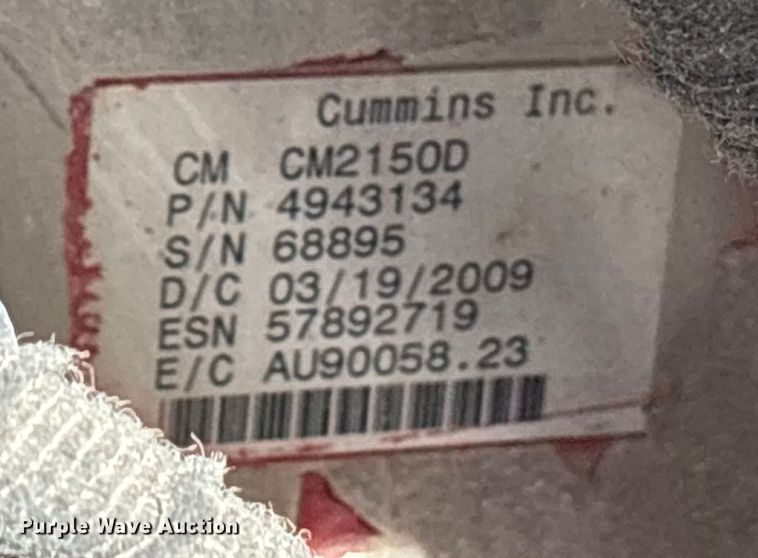 Cummins Inc.
CM CM2150D
P/N 4943134
S/N 68895
D/C 03/19/2009
ESN 57892719
E/C AU90058.23
Purple Wave Auction